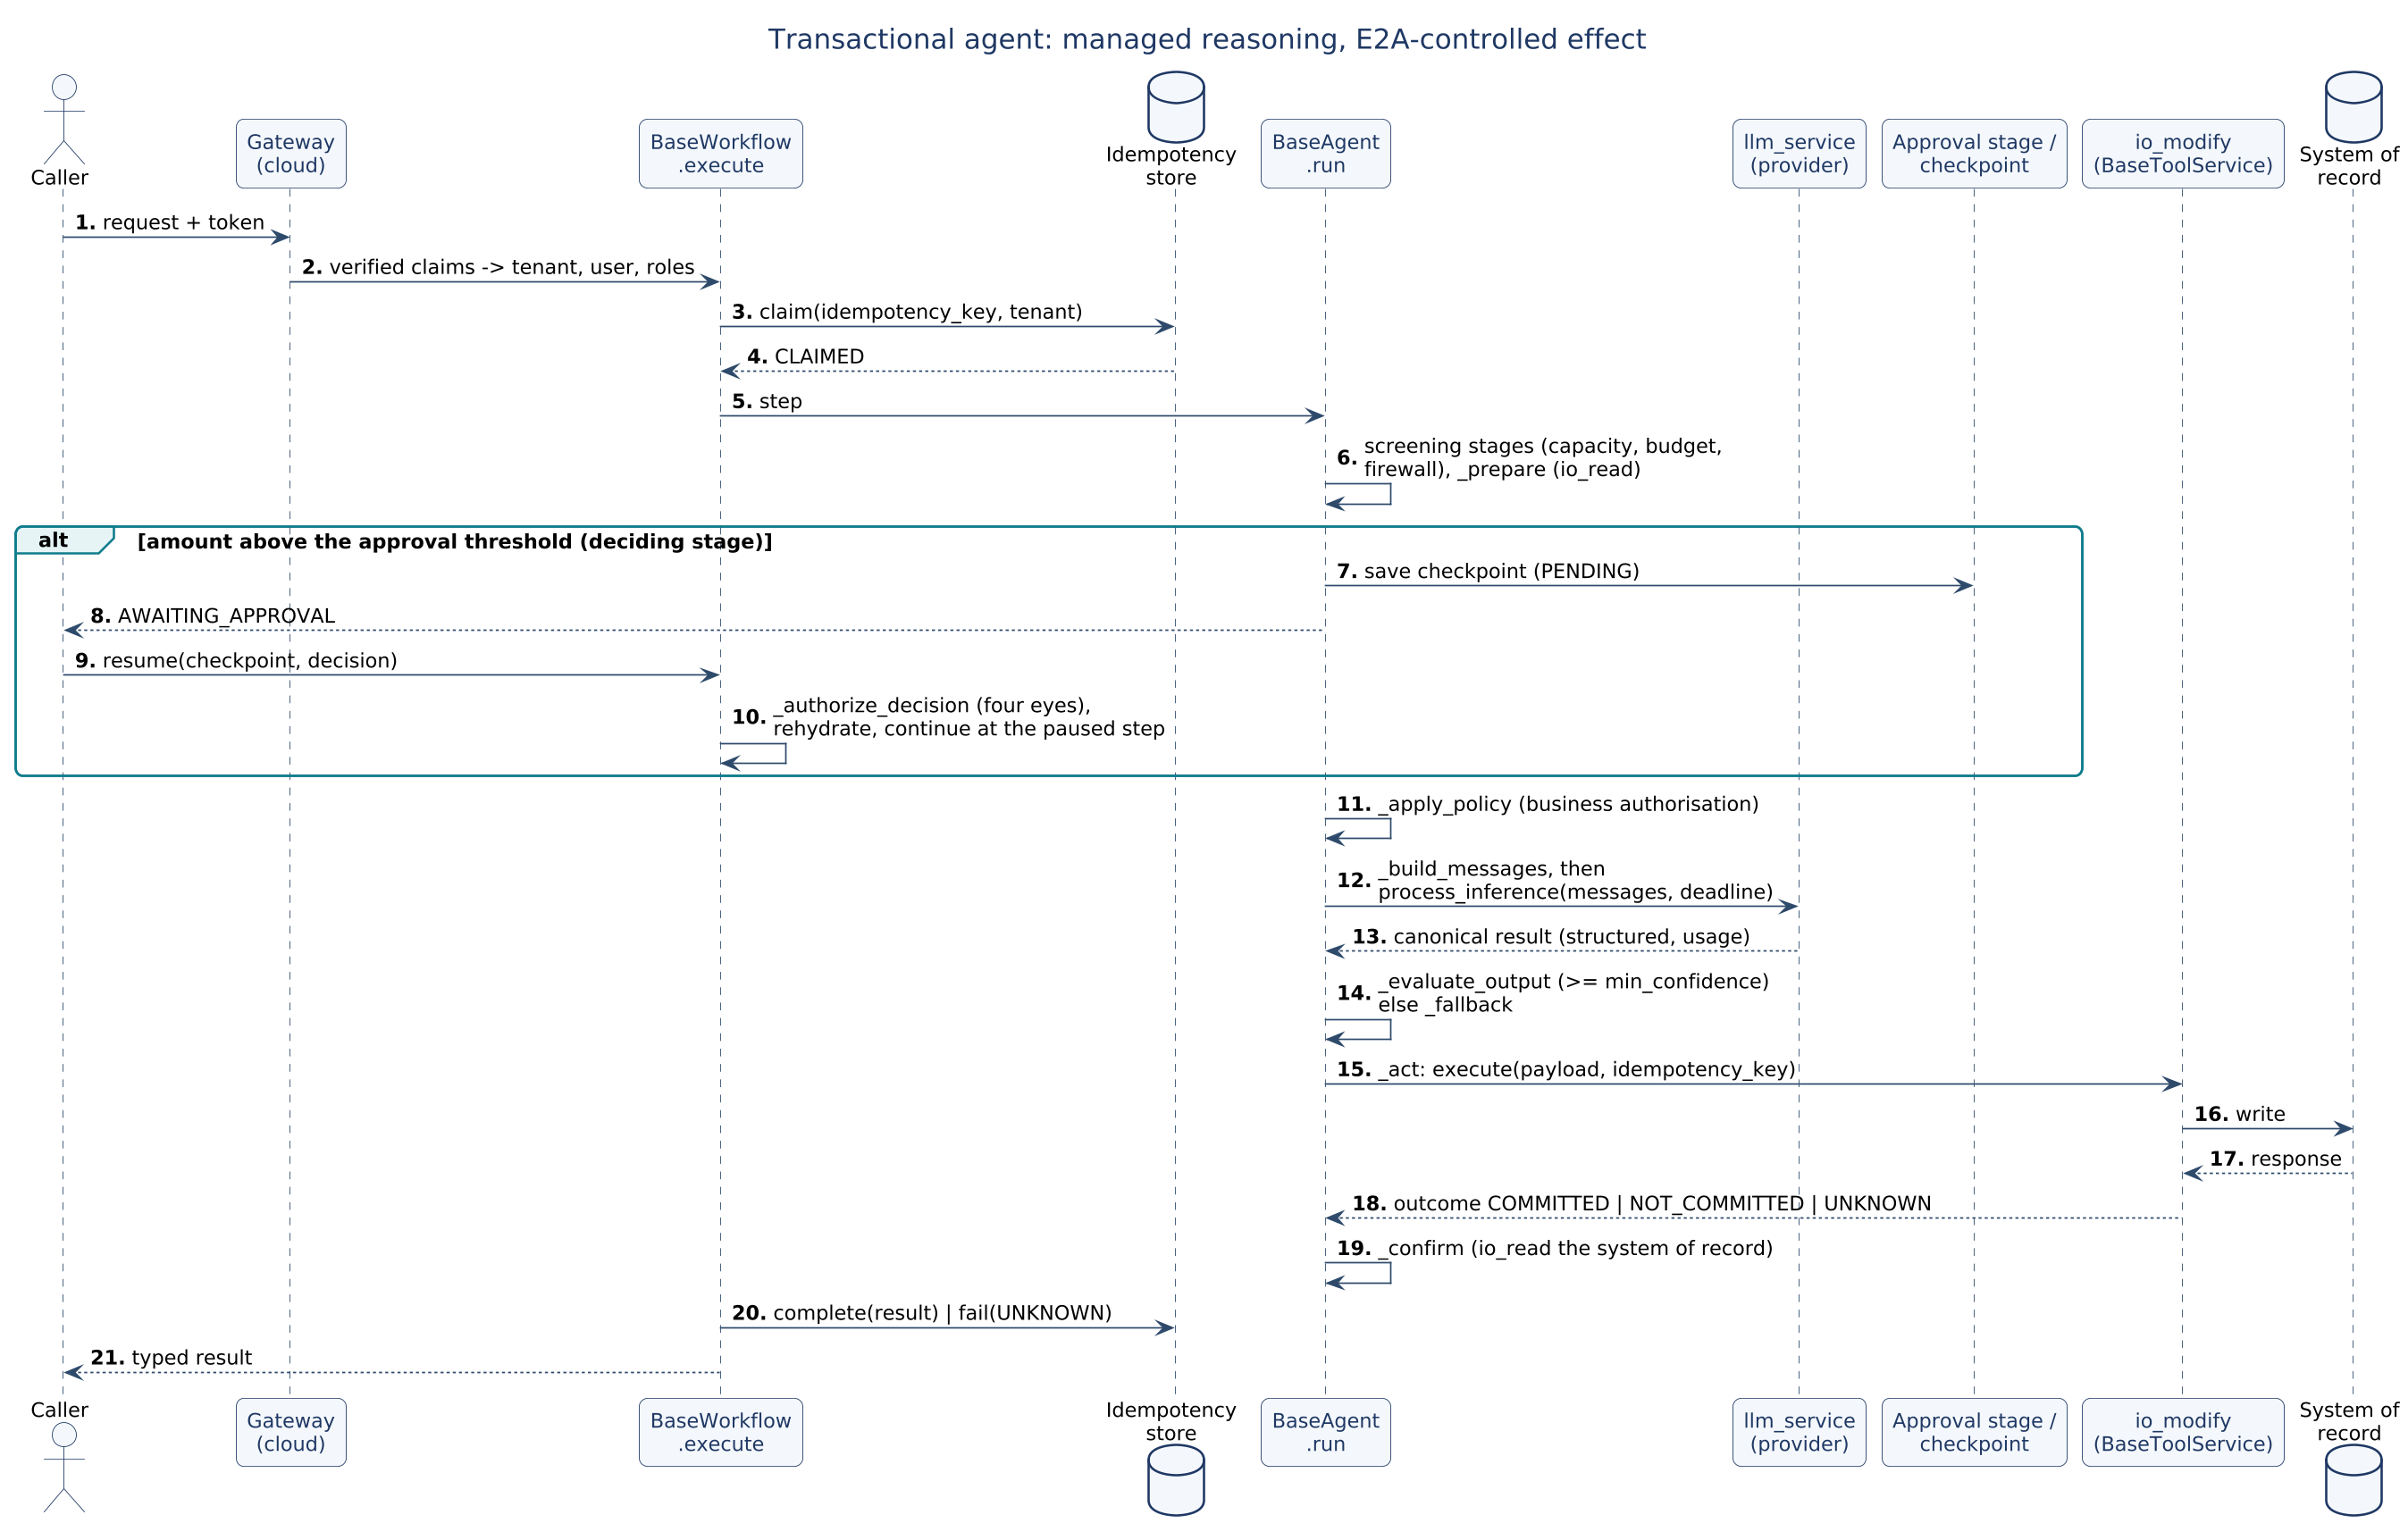 Transactional agent: managed reasoning, E2A-controlled effect
Caller
Gateway
(cloud)
BaseWorkflow
.execute
Idempotency
store
BaseAgent
.run
llm_service
(provider)
Approval stage /
checkpoint
io_modify
(BaseToolService)
System of
record
1. request + token
2. verified claims -> tenant, user, roles
3. claim(idempotency_key, tenant)
4. CLAIMED
5. step
6. screening stages (capacity, budget,
firewall), _prepare (io_read)
alt [amount above the approval threshold (deciding stage)]
7. save checkpoint (PENDING)
8. AWAITING_APPROVAL
9. resume(checkpoint, decision)
10. _authorize_decision (four eyes),
rehydrate, continue at the paused step
11. _apply_policy (business authorisation)
12. _build_messages, then
process_inference(messages, deadline)
13. canonical result (structured, usage)
14. _evaluate_output (>= min_confidence)
else _fallback
15. _act: execute(payload, idempotency_key)
16. write
17. response
18. outcome COMMITTED | NOT_COMMITTED | UNKNOWN
19. _confirm (io_read the system of record)
20. complete(result) | fail(UNKNOWN)
21. typed result
Caller
Gateway
(cloud)
BaseWorkflow
.execute
Idempotency
store
BaseAgent
.run
llm_service
(provider)
Approval stage /
checkpoint
io_modify
(BaseToolService)
System of
record